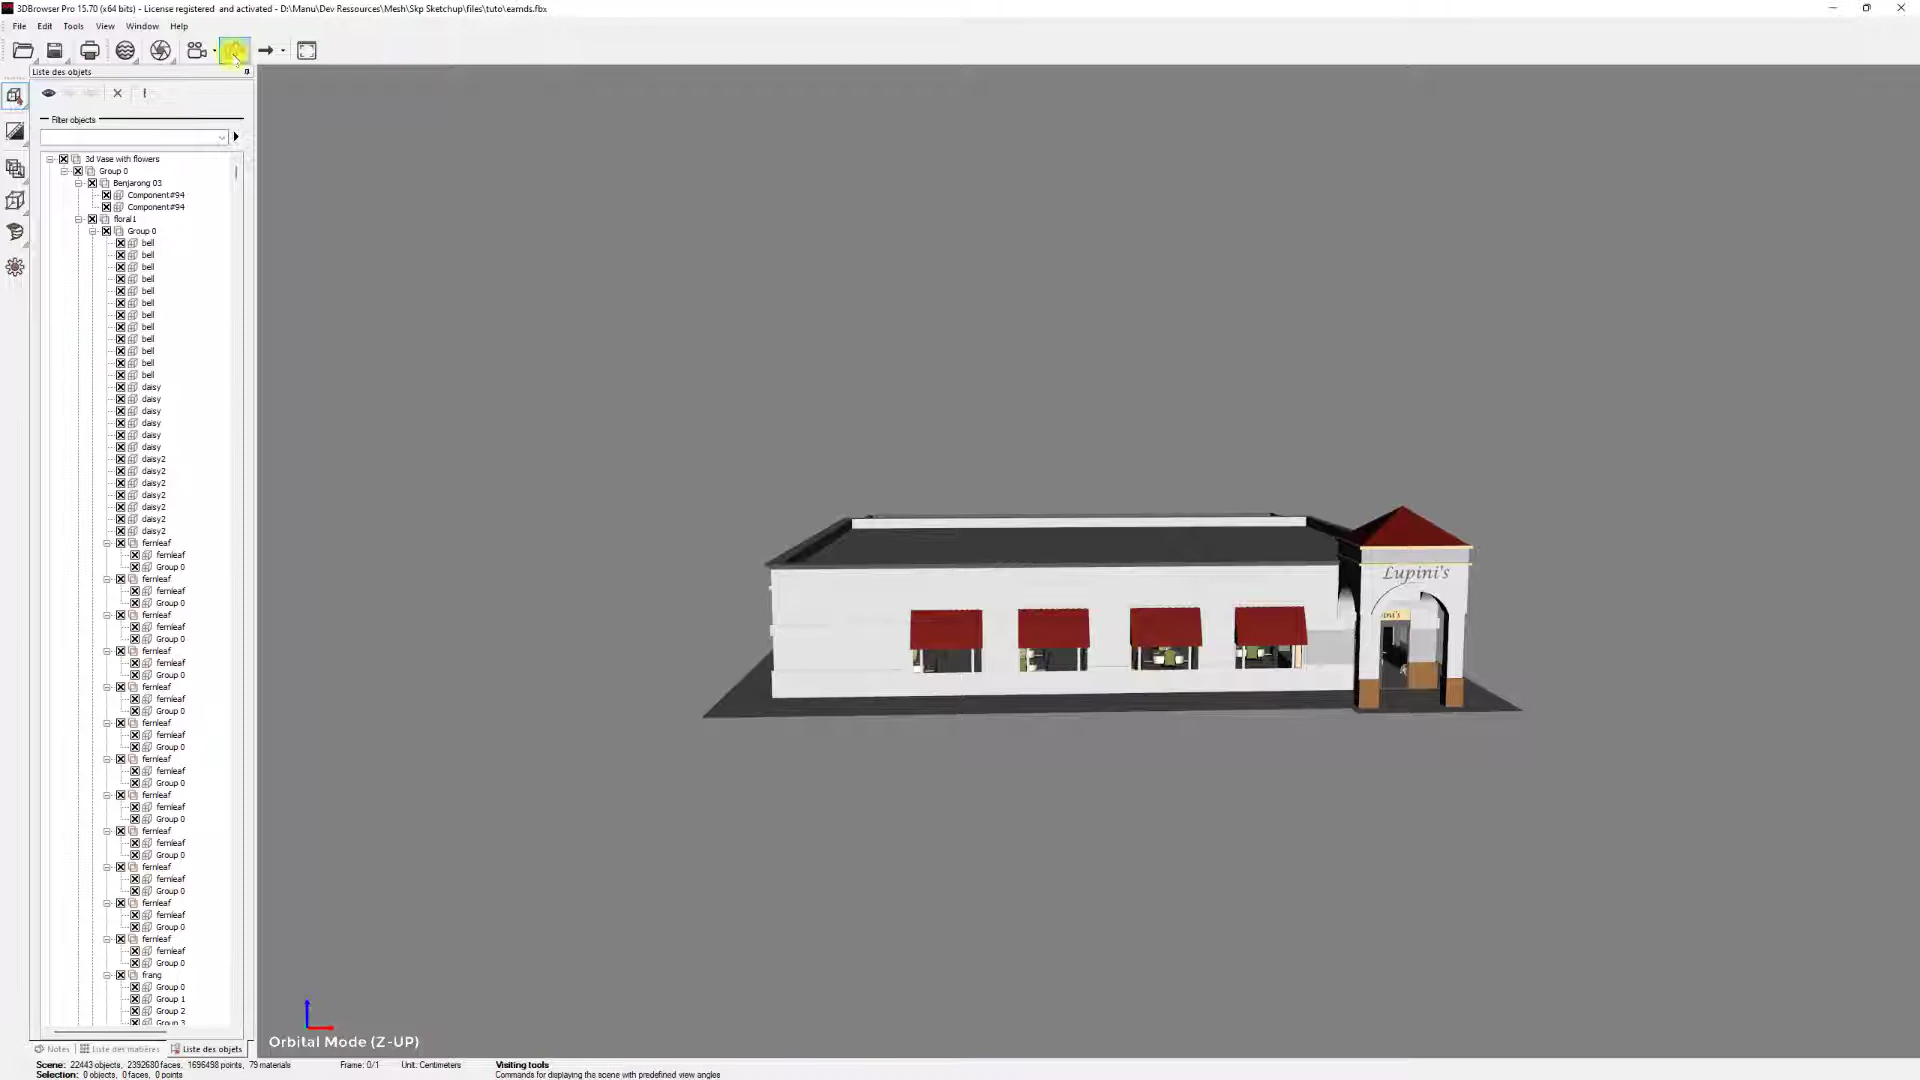 3DBrowser Pro 15.70 (x64 bits) - License registered and activated - D:\Manu\Dev Ressources\Mesh\Skp Sketchup\files\tuto\earnds.fbx
File Edit Tools View Window Help
Liste des objets
Filter objects
3d Vase with flowers
Group 0
Benjarong 03
Component#94
Component#94
floral1
Group 0
bell
bell
bell
bell
bell
bell
bell
bell
bell
bell
bell
bell
daisy
daisy
daisy
daisy
daisy
daisy
daisy2
daisy2
daisy2
daisy2
daisy2
daisy2
daisy2
fernleaf
fernleaf
Group 0
fernleaf
fernleaf
Group 0
fernleaf
fernleaf
Group 0
fernleaf
fernleaf
Group 0
fernleaf
fernleaf
Group 0
fernleaf
fernleaf
Group 0
fernleaf
fernleaf
Group 0
fernleaf
fernleaf
Group 0
fernleaf
fernleaf
Group 0
fernleaf
fernleaf
Group 0
fernleaf
fernleaf
Group 0
fernleaf
fernleaf
Group 0
frang
Group 0
Group 1
Group 2
Group 3
Lupini's
Orbital Mode (Z-UP)
Notes Liste des matières Liste des objets
Scene: 22443 objects, 2392680 faces, 1696498 points, 79 materials Frame: 0/1 Unit: Centimeters Visiting tools
Selection: 0 objects, 0 faces, 0 points Commands for displaying the scene with predefined view angles